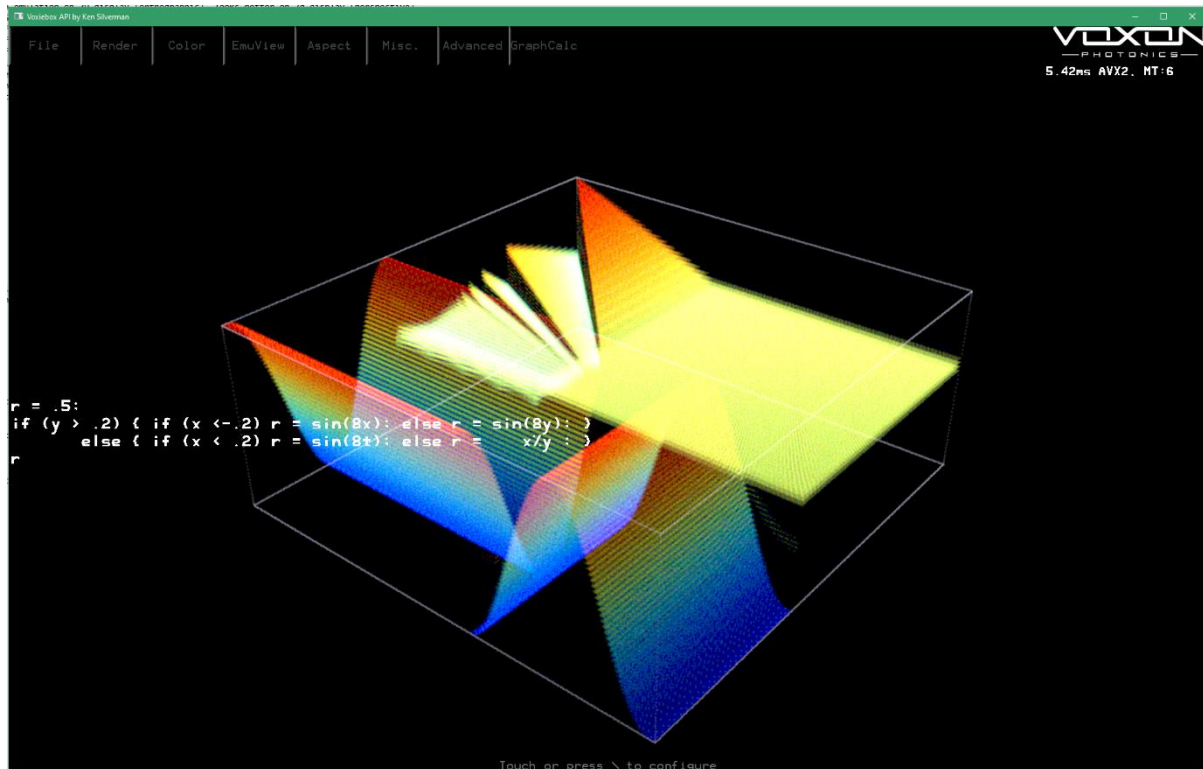 Voxiebox API by Ken Silverman
File Render Color EmuView Aspect Misc. Advanced GraphCalc
VOXON
PHOTONICS
5.42ms AVX2, MT:6
r = .5;
if (y > .2) { if (x <-.2) r = sin(8x); else r = sin(8y); }
else { if (x < .2) r = sin(8t); else r = x/y ; }
r
Touch or press \ to configure